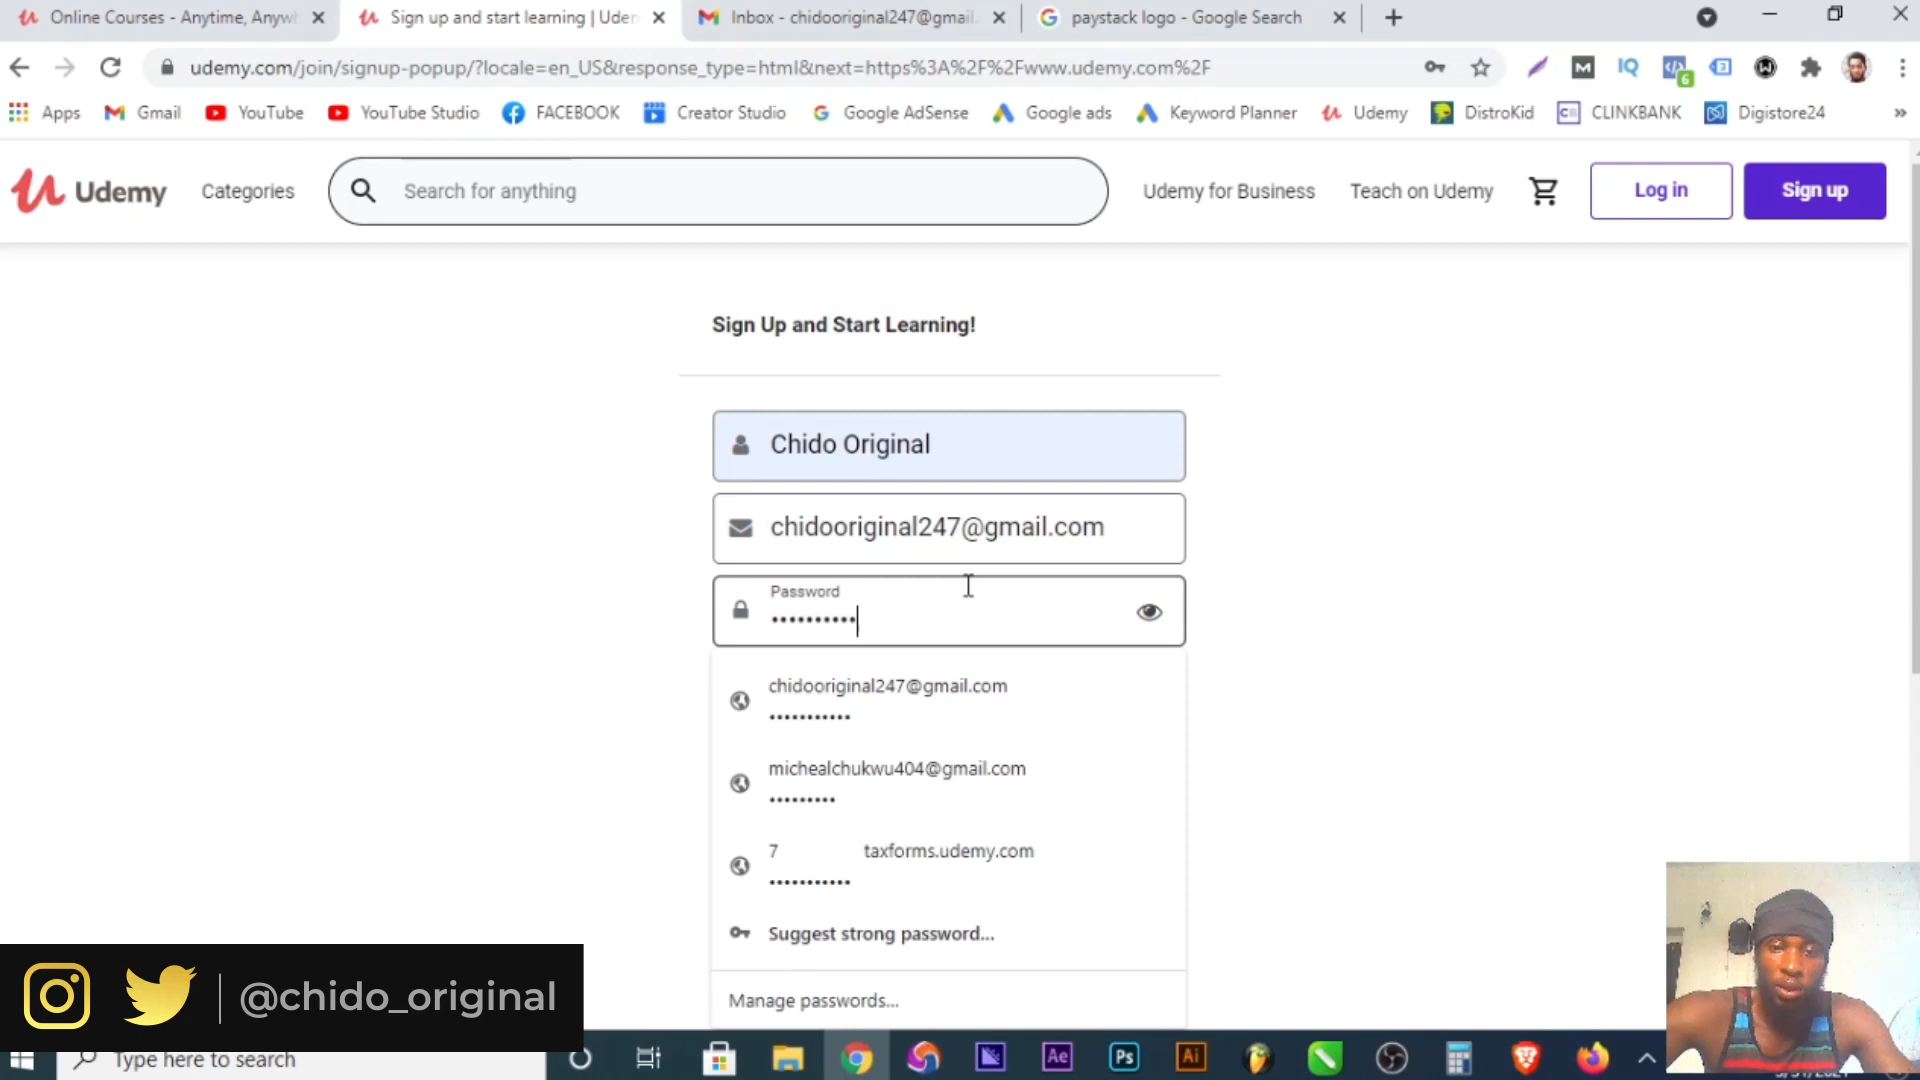 Online Courses - Anytime, Anywh
Sign up and start learning | Uden
Inbox - chidooriginal247@gmail.
paystack logo - Google Search
udemy.com/join/signup-popup/?locale=en_US&response_type=html&next=https%3A%2F%2Fwww.udemy.com%2F
M
IQ
6
Apps
Gmail
YouTube
YouTube Studio
FACEBOOK
Creator Studio
Google AdSense
Google ads
Keyword Planner
Udemy
DistroKid
CLINKBANK
Digistore24
»
Udemy
Categories
Search for anything
Udemy for Business
Teach on Udemy
Log in
Sign up
Sign Up and Start Learning!
Chido Original
chidooriginal247@gmail.com
Password
••••••••••
chidooriginal247@gmail.com
•••••••••••
michealchukwu404@gmail.com
•••••••••
7 taxforms.udemy.com
•••••••••••
Suggest strong password...
Manage passwords...
@chido_original
Type here to search
Ae
Ps
Ai